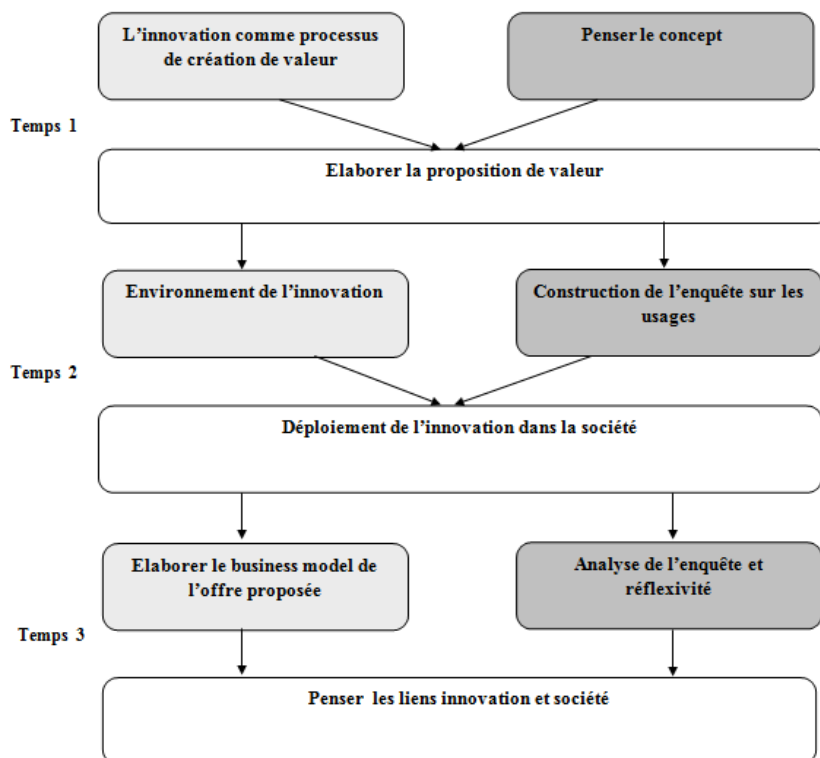 L'innovation comme processus
de création de valeur
Penser le concept
Temps 1
Elaborer la proposition de valeur
Environnement de l'innovation
Construction de l'enquête sur les
usages
Temps 2
Déploiement de l'innovation dans la société
Elaborer le business model de
l'offre proposée
Analyse de l'enquête et
réflexivité
Temps 3
Penser les liens innovation et société